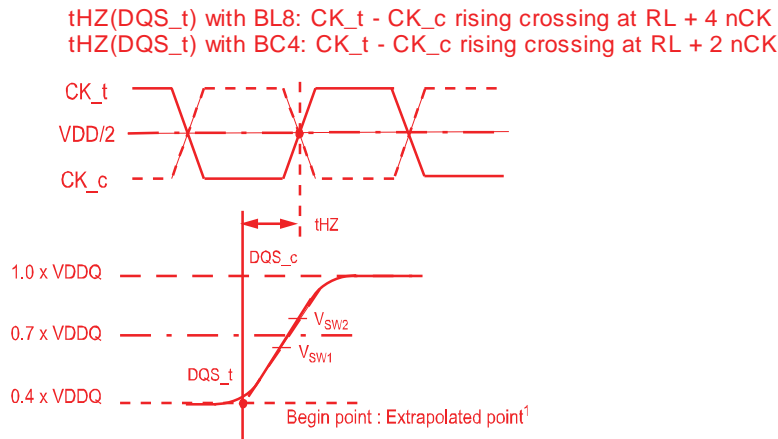 tHZ(DQS_t) with BL8: CK_t - CK_c rising crossing at RL + 4 nCK
tHZ(DQS_t) with BC4: CK_t - CK_c rising crossing at RL + 2 nCK
CK_t
VDD/2
CK_c
tHZ
DQS_c
1.0 x VDDQ
VSW2
0.7 x VDDQ
VSW1
DQS_t
0.4 x VDDQ
Begin point : Extrapolated point1